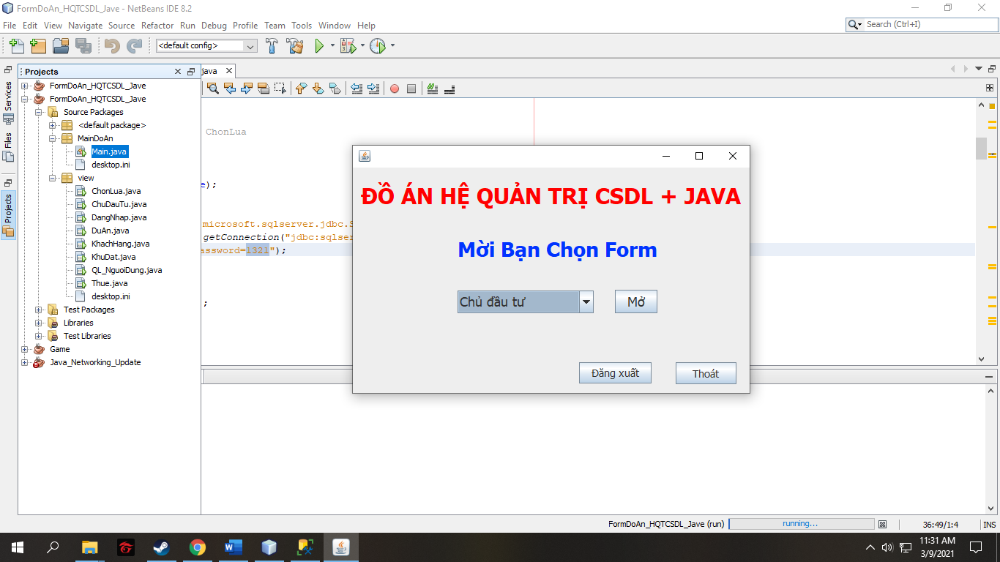 FormDoAn_HQTCSDL_Jave - NetBeans IDE 8.2
File Edit View Navigate Source Refactor Run Debug Profile Team Tools Window Help
Search (Ctrl+I)
<default config>
Projects
java
Services
Files
Projects
FormDoAn_HQTCSDL_Jave
FormDoAn_HQTCSDL_Jave
Source Packages
<default package>
MainDoAn
Main.java
desktop.ini
view
ChonLua.java
ChuDauTu.java
DangNhap.java
DuAn.java
KhachHang.java
KhuDat.java
QL_NguoiDung.java
Thue.java
desktop.ini
Test Packages
Libraries
Test Libraries
Game
Java_Networking_Update
ChonLua
e);
microsoft.sqlserver.jdbc.S
getConnection("jdbc:sqlser
assword=1321");
;
ĐỒ ÁN HỆ QUẢN TRỊ CSDL + JAVA
Mời Bạn Chọn Form
Chủ đầu tư
Mở
Đăng xuất
Thoát
FormDoAn_HQTCSDL_Jave (run)
running...
36:49/1:4
INS
11:31 AM
3/9/2021